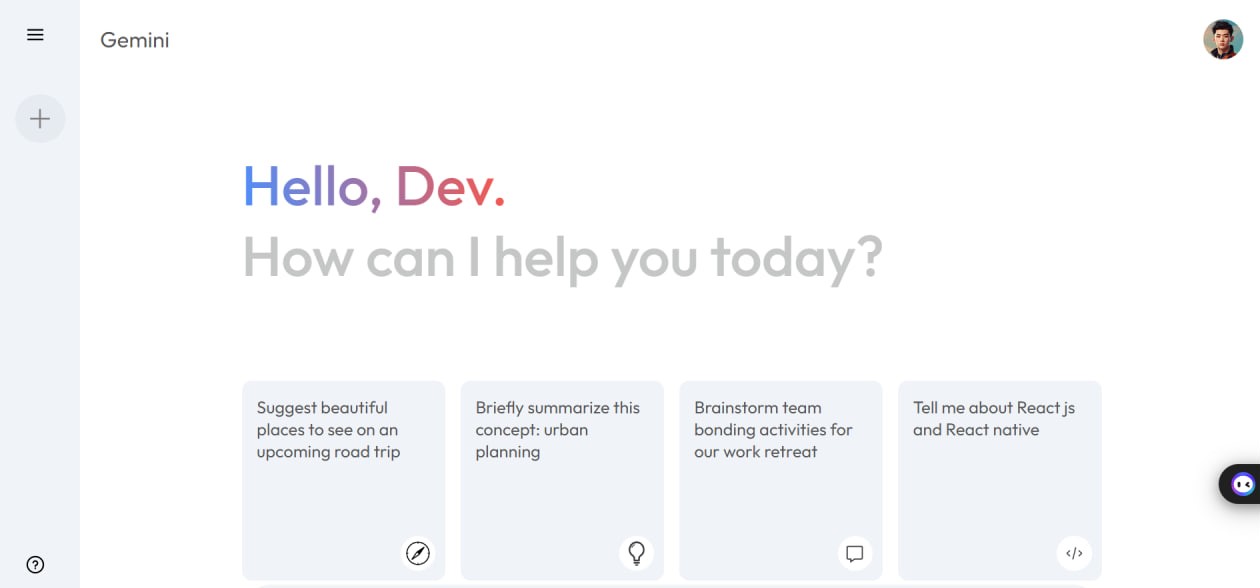 Gemini
Hello, Dev.
How can I help you today?
Suggest beautiful
places to see on an
upcoming road trip
Briefly summarize this
concept: urban
planning
Brainstorm team
bonding activities for
our work retreat
Tell me about React js
and React native